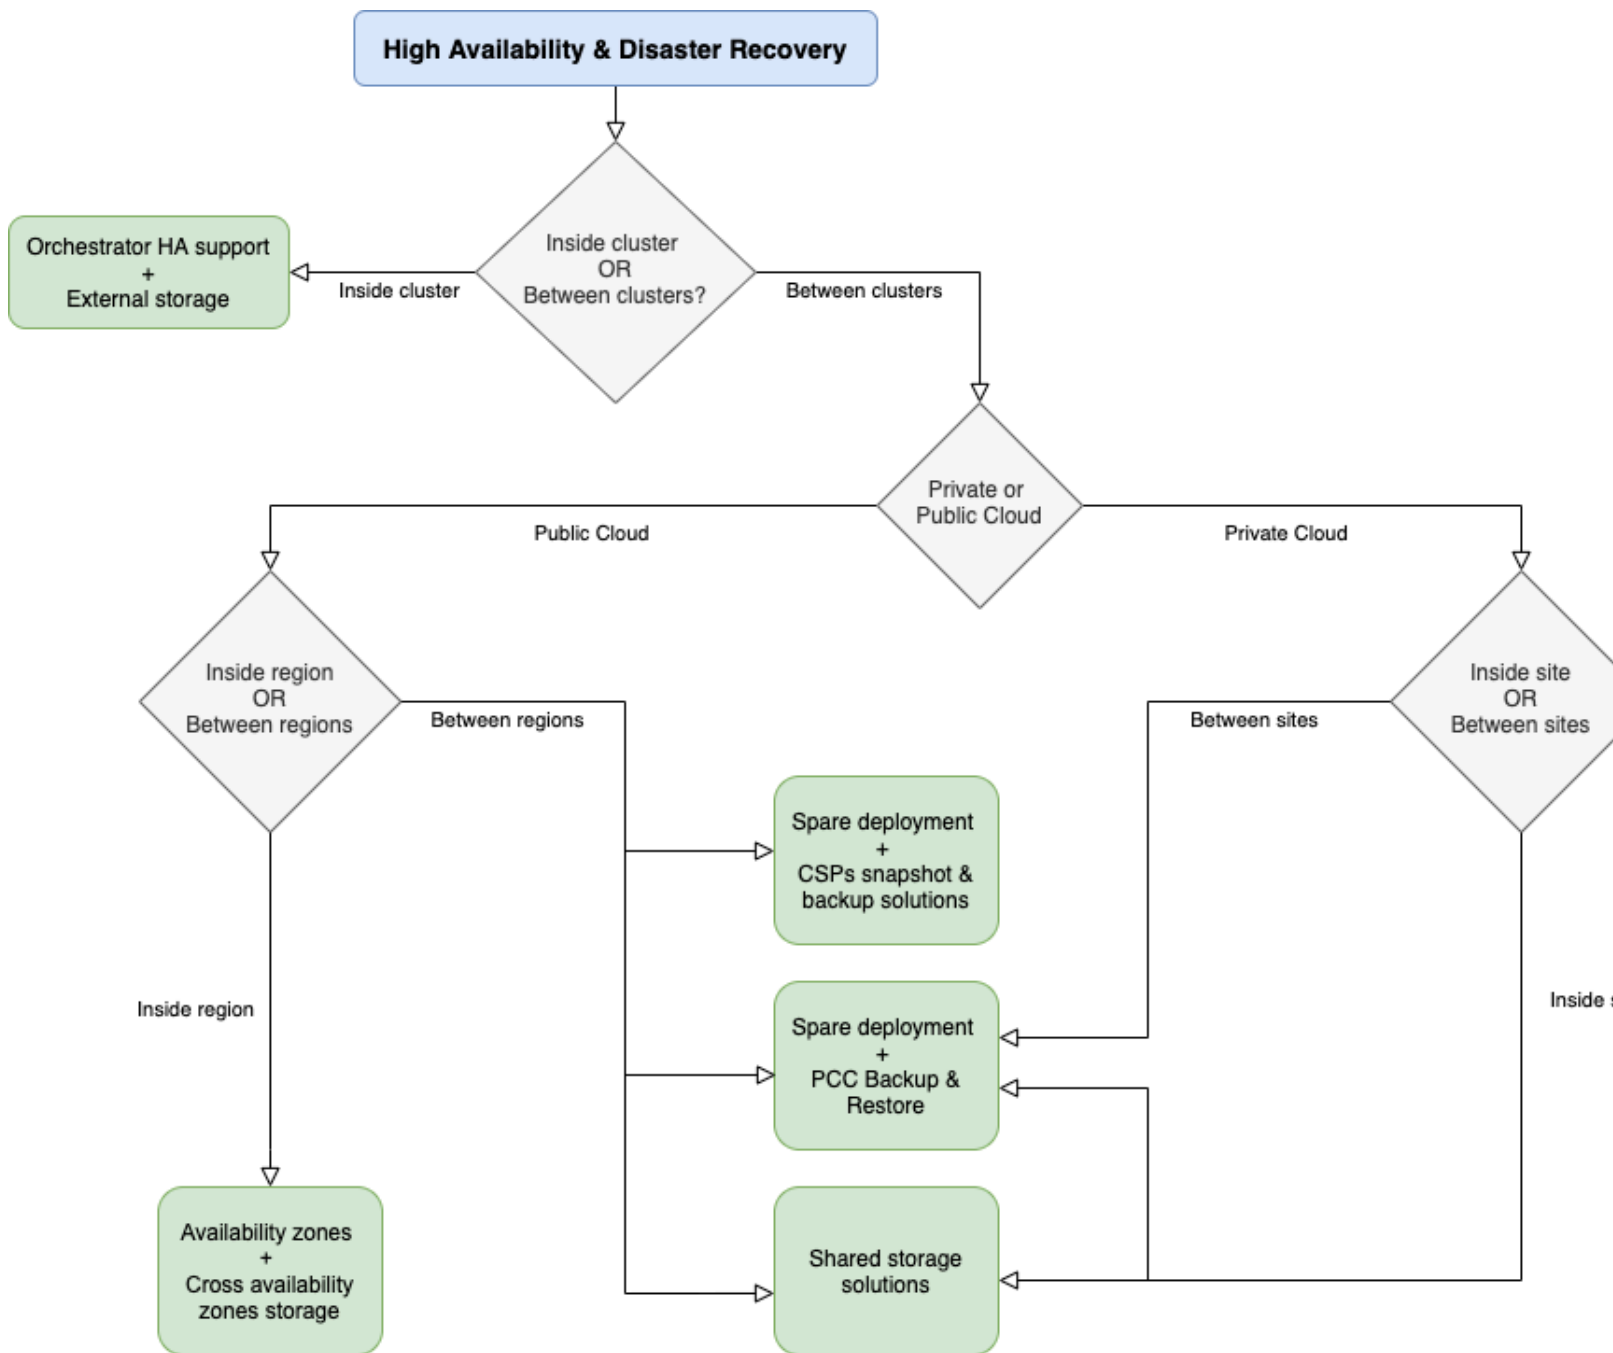 High Availability & Disaster Recovery
Inside cluster
OR
Between clusters?
Orchestrator HA support
+
External storage
Inside cluster
Between clusters
Private or
Public Cloud
Public Cloud
Private Cloud
Inside region
OR
Between regions
Between regions
Between sites
Inside site
OR
Between sites
Spare deployment
+
CSPs snapshot &
backup solutions
Inside region
Spare deployment
+
PCC Backup &
Restore
Inside
Availability zones
+
Cross availability
zones storage
Shared storage
solutions